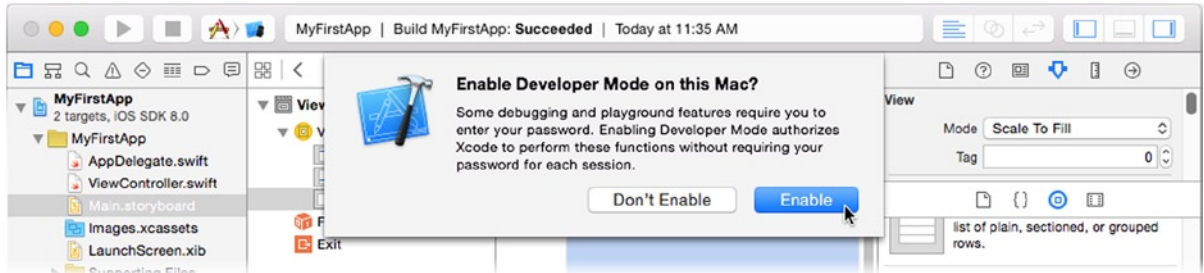 MyFirstApp | Build MyFirstApp: Succeeded | Today at 11:35 AM
MyFirstApp
2 targets, iOS SDK 8.0
MyFirstApp
AppDelegate.swift
ViewController.swift
Main.storyboard
Images.xcassets
LaunchScreen.xib
Supporting Files
View
Exit
Enable Developer Mode on this Mac?
Some debugging and playground features require you to
enter your password. Enabling Developer Mode authorizes
Xcode to perform these functions without requiring your
password for each session.
Don't Enable
Enable
View
Mode Scale To Fill
Tag 0
list of plain, sectioned, or grouped
rows.